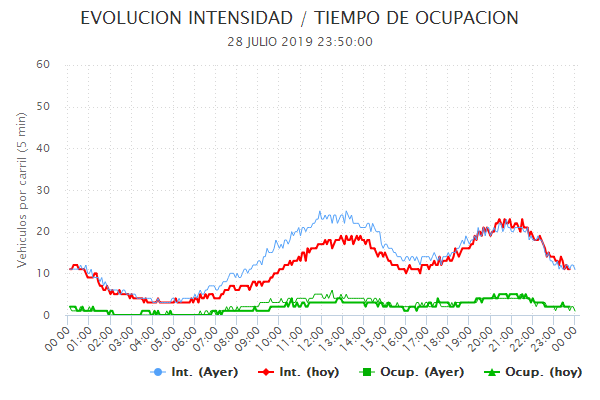 EVOLUCION INTENSIDAD / TIEMPO DE OCUPACION
28 JULIO 2019 23:50:00
Vehículos por carril (5 min)
60
50
40
30
20
10
0
00:00 01:00 02:00 03:00 04:00 05:00 06:00 07:00 08:00 09:00 10:00 11:00 12:00 13:00 14:00 15:00 16:00 17:00 18:00 19:00 20:00 21:00 22:00 23:00 00:00
Int. (Ayer) Int. (hoy) Ocup. (Ayer) Ocup. (hoy)